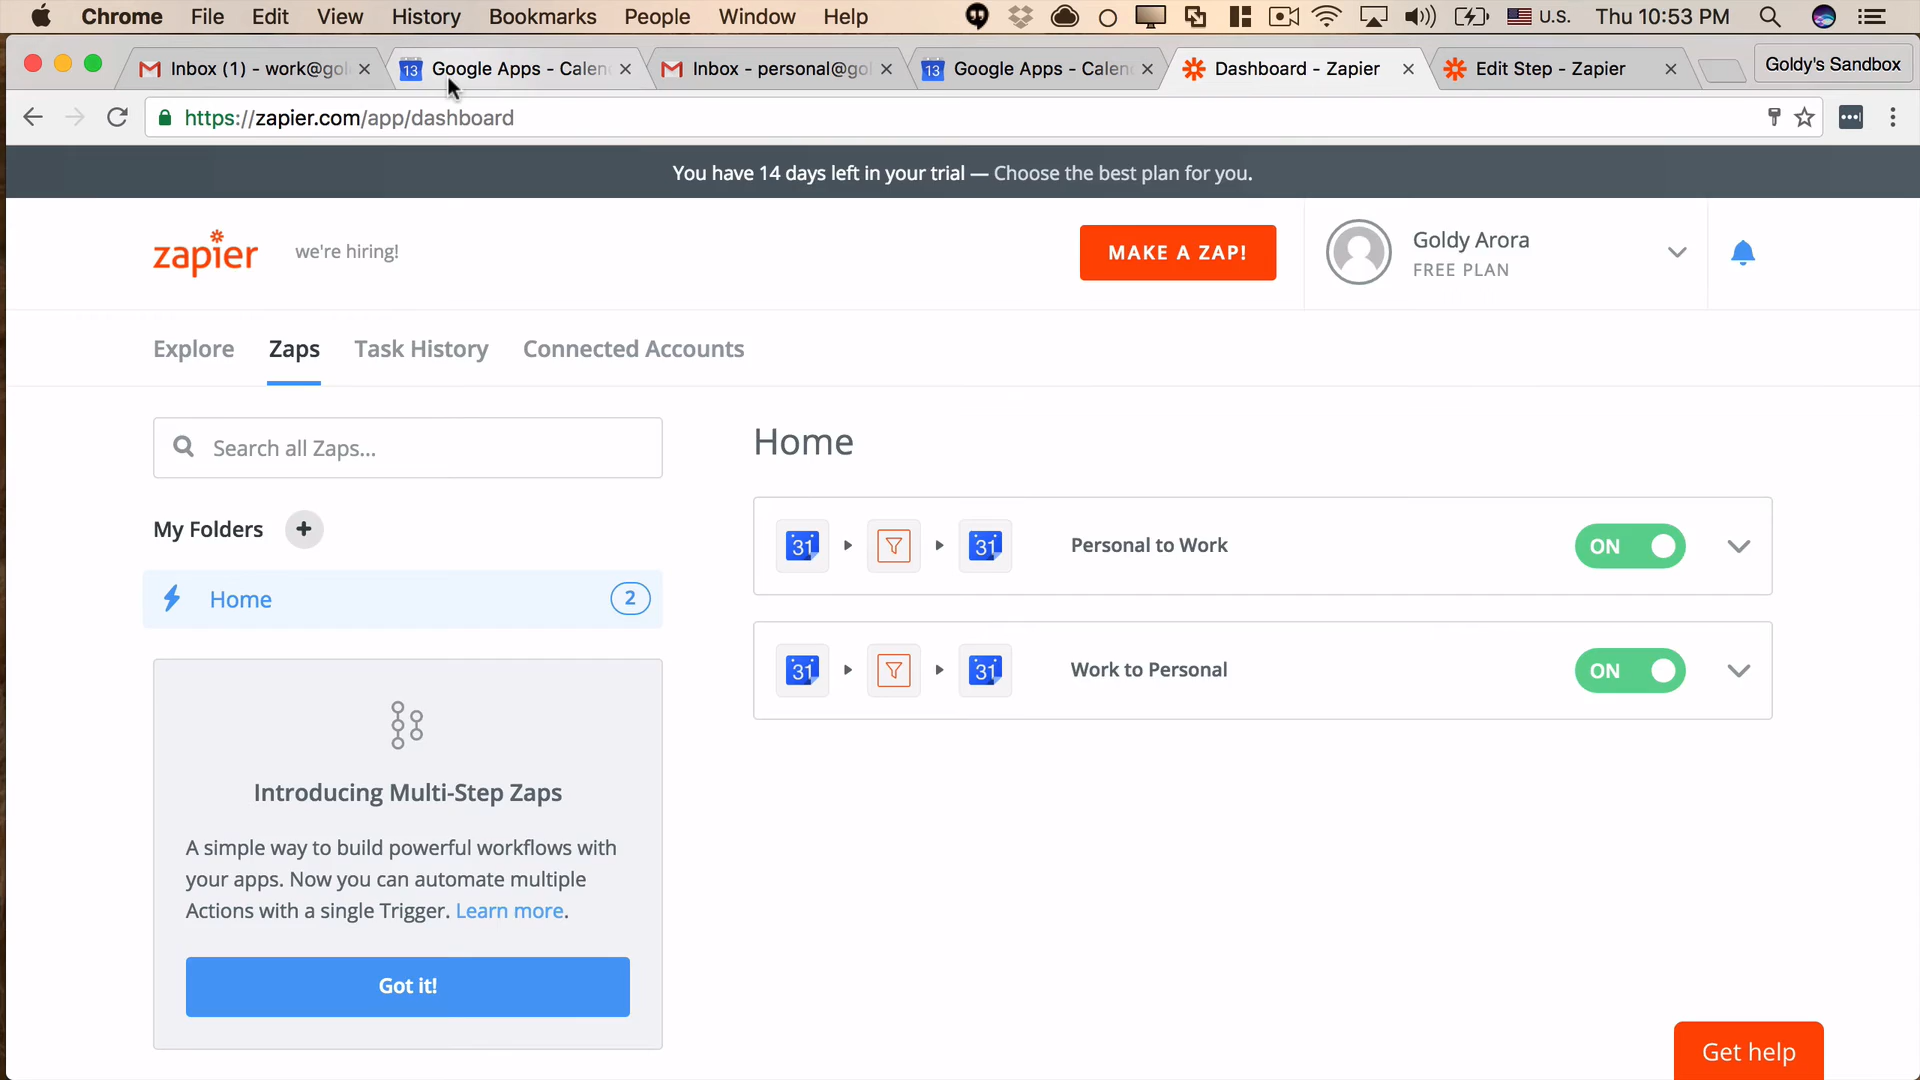 Chrome File Edit View History Bookmarks People Window Help U.S. Thu 10:53 PM
Inbox (1) - work@gol Google Apps - Calen Inbox - personal@go Google Apps - Calen Dashboard - Zapier Edit Step - Zapier Goldy's Sandbox
https://zapier.com/app/dashboard
You have 14 days left in your trial — Choose the best plan for you.
zapier we're hiring! MAKE A ZAP! Goldy Arora
FREE PLAN
Explore Zaps Task History Connected Accounts
Search all Zaps...
Home
My Folders +
31 31 Personal to Work ON
Home 2
31 31 Work to Personal ON
Introducing Multi-Step Zaps
A simple way to build powerful workflows with
your apps. Now you can automate multiple
Actions with a single Trigger. Learn more.
Got it!
Get help